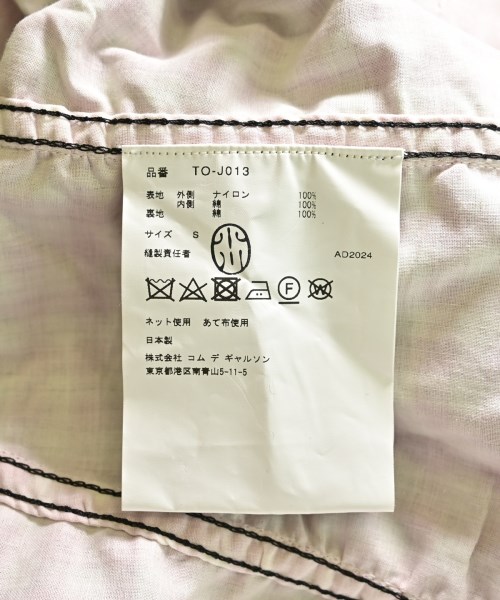 品番 TO-J013
表地 外側 ナイロン 100%
内側 綿 100%
裏地 綿 100%
サイズ S
縫製責任者 AD2024
F W
ネット使用 あて布使用
日本製
株式会社 コム デ ギャルソン
東京都港区南青山5-11-5